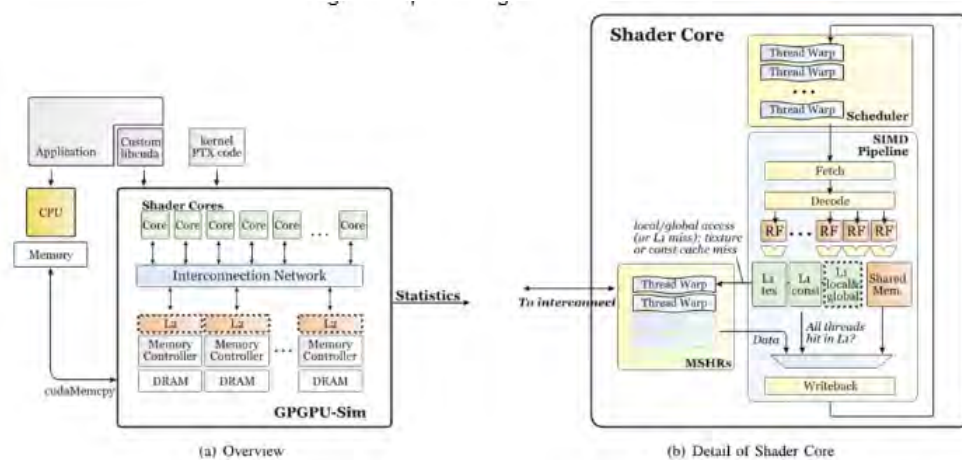 Application
Custom
libcuda
kernel
PTX code
CPU
Memory
cudaMemcpy
Shader Cores
Core Core Core Core Core ... Core
Interconnection Network
L2 L2 L2
Memory Controller Memory Controller ... Memory Controller
DRAM DRAM DRAM
GPGPU-Sim
Statistics
(a) Overview
Shader Core
Thread Warp
Thread Warp
...
Thread Warp
Scheduler
SIMD
Pipeline
Fetch
Decode
RF ... RF RF RF
local/global access
(or L1 miss); texture
or const cache miss
To interconnect
Thread Warp
Thread Warp
MSHRs
L1
tex
L1
const
L1
local&
global
Shared
Mem.
Data
All threads
hit in L1?
Writeback
(b) Detail of Shader Core